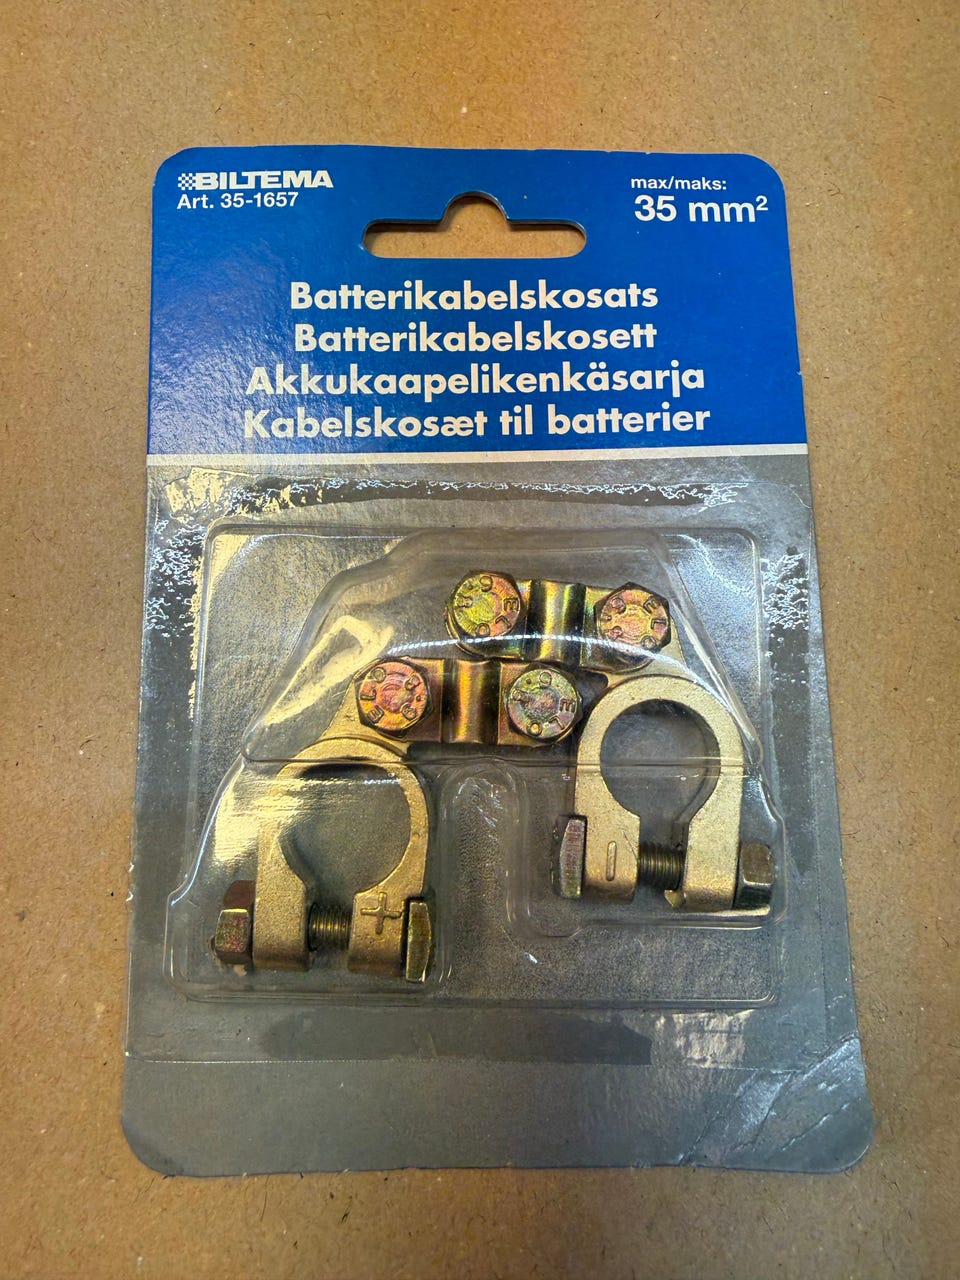 BILTEMA
Art. 35-1657
max/maks:
35 mm²
Batterikabelskosats
Batterikabelskosett
Akkukaapelikenkäsarja
Kabelskosæt til batterier
+
-